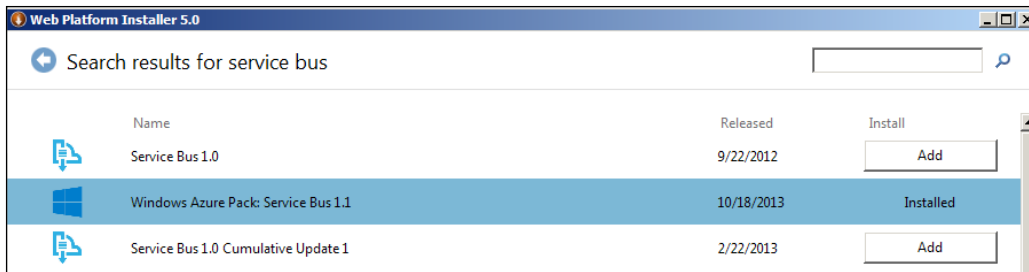 Web Platform Installer 5.0
Search results for service bus
Name Released Install
Service Bus 1.0 9/22/2012 Add
Windows Azure Pack: Service Bus 1.1 10/18/2013 Installed
Service Bus 1.0 Cumulative Update 1 2/22/2013 Add